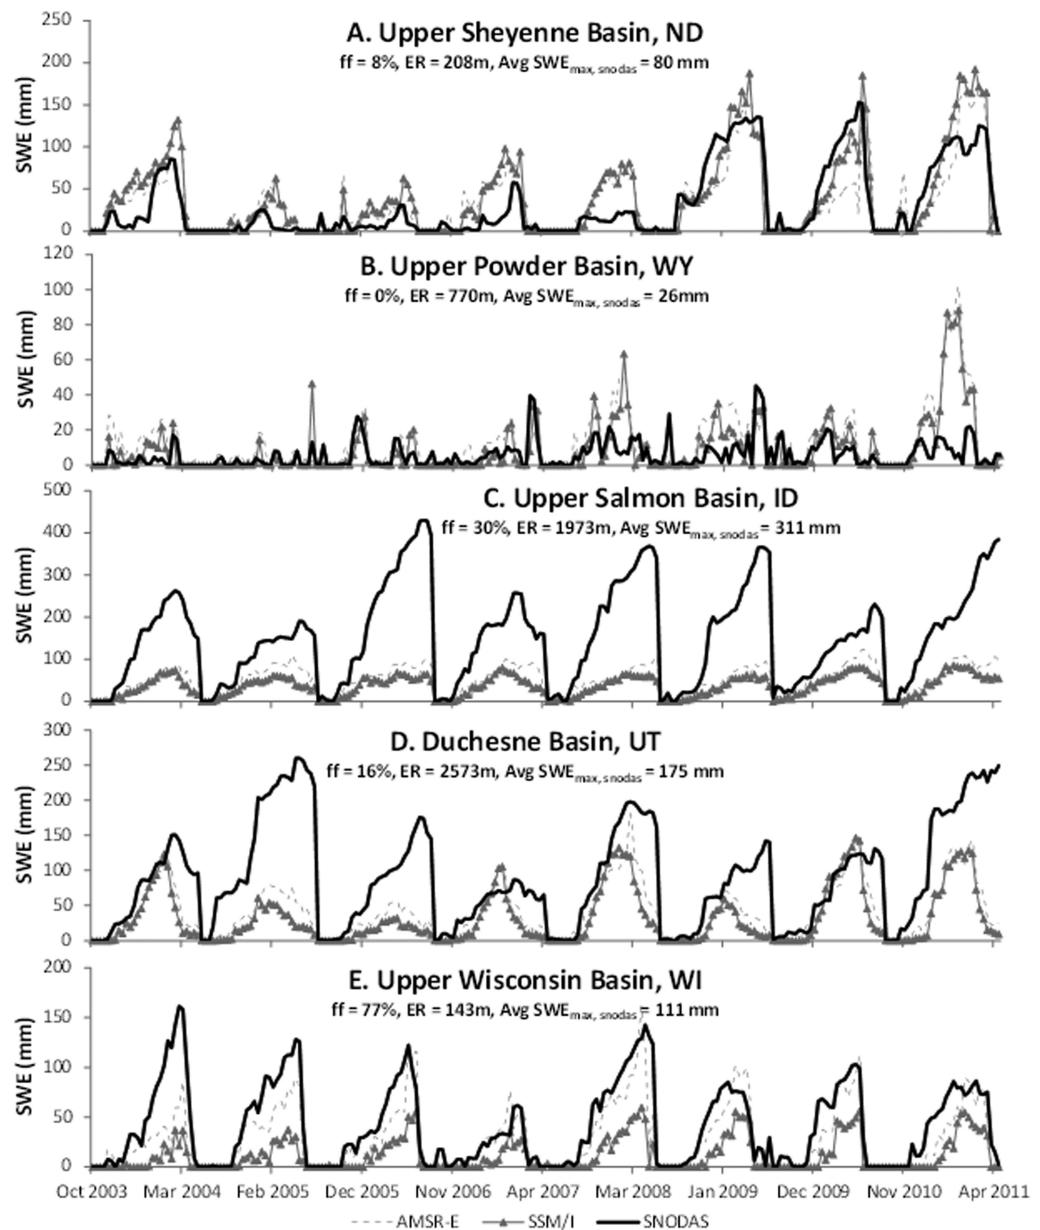 A. Upper Sheyenne Basin, ND
ff = 8%, ER = 208m, Avg SWEmax, snodas = 80 mm
SWE (mm)
250
200
150
100
50
0
B. Upper Powder Basin, WY
ff = 0%, ER = 770m, Avg SWEmax, snodas = 26mm
SWE (mm)
120
100
80
60
40
20
0
C. Upper Salmon Basin, ID
ff = 30%, ER = 1973m, Avg SWEmax, snodas = 311 mm
SWE (mm)
500
400
300
200
100
0
D. Duchesne Basin, UT
ff = 16%, ER = 2573m, Avg SWEmax, snodas = 175 mm
SWE (mm)
300
250
200
150
100
50
0
E. Upper Wisconsin Basin, WI
ff = 77%, ER = 143m, Avg SWEmax, snodas = 111 mm
SWE (mm)
200
150
100
50
0
Oct 2003 Mar 2004 Feb 2005 Dec 2005 Nov 2006 Apr 2007 Mar 2008 Jan 2009 Dec 2009 Nov 2010 Apr 2011
AMSR-E SSM/I SNODAS